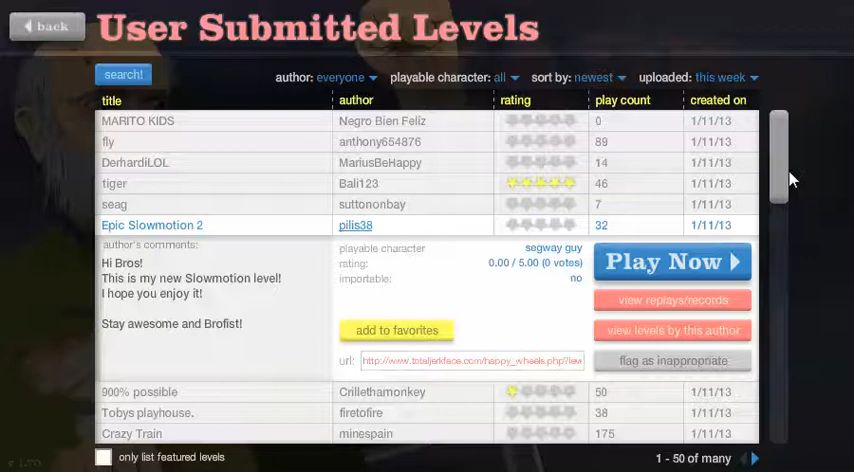 back
User Submitted Levels
search!
author: everyone playable character: all sort by: newest uploaded: this week
title author rating play count created on
MARITO KIDS Negro Bien Feliz 0 1/11/13
fly anthony654876 89 1/11/13
DerhardiLOL MariusBeHappy 14 1/11/13
tiger Bali123 46 1/11/13
seag suttononbay 7 1/11/13
Epic Slowmotion 2 pilis38 32 1/11/13
author's comments:
Hi Bros!
This is my new Slowmotion level!
I hope you enjoy it!
Stay awesome and Brofist!
playable character segway guy
rating: 0.00 / 5.00 (0 votes)
importable: no
add to favorites
url: http://www.totaljerkface.com/happy_wheels.php?lev
Play Now
view replays/records
view levels by this author
flag as inappropriate
900% possible Crillethamonkey 50 1/11/13
Tobys playhouse. firetofire 38 1/11/13
Crazy Train minespain 175 1/11/13
only list featured levels 1 - 50 of many